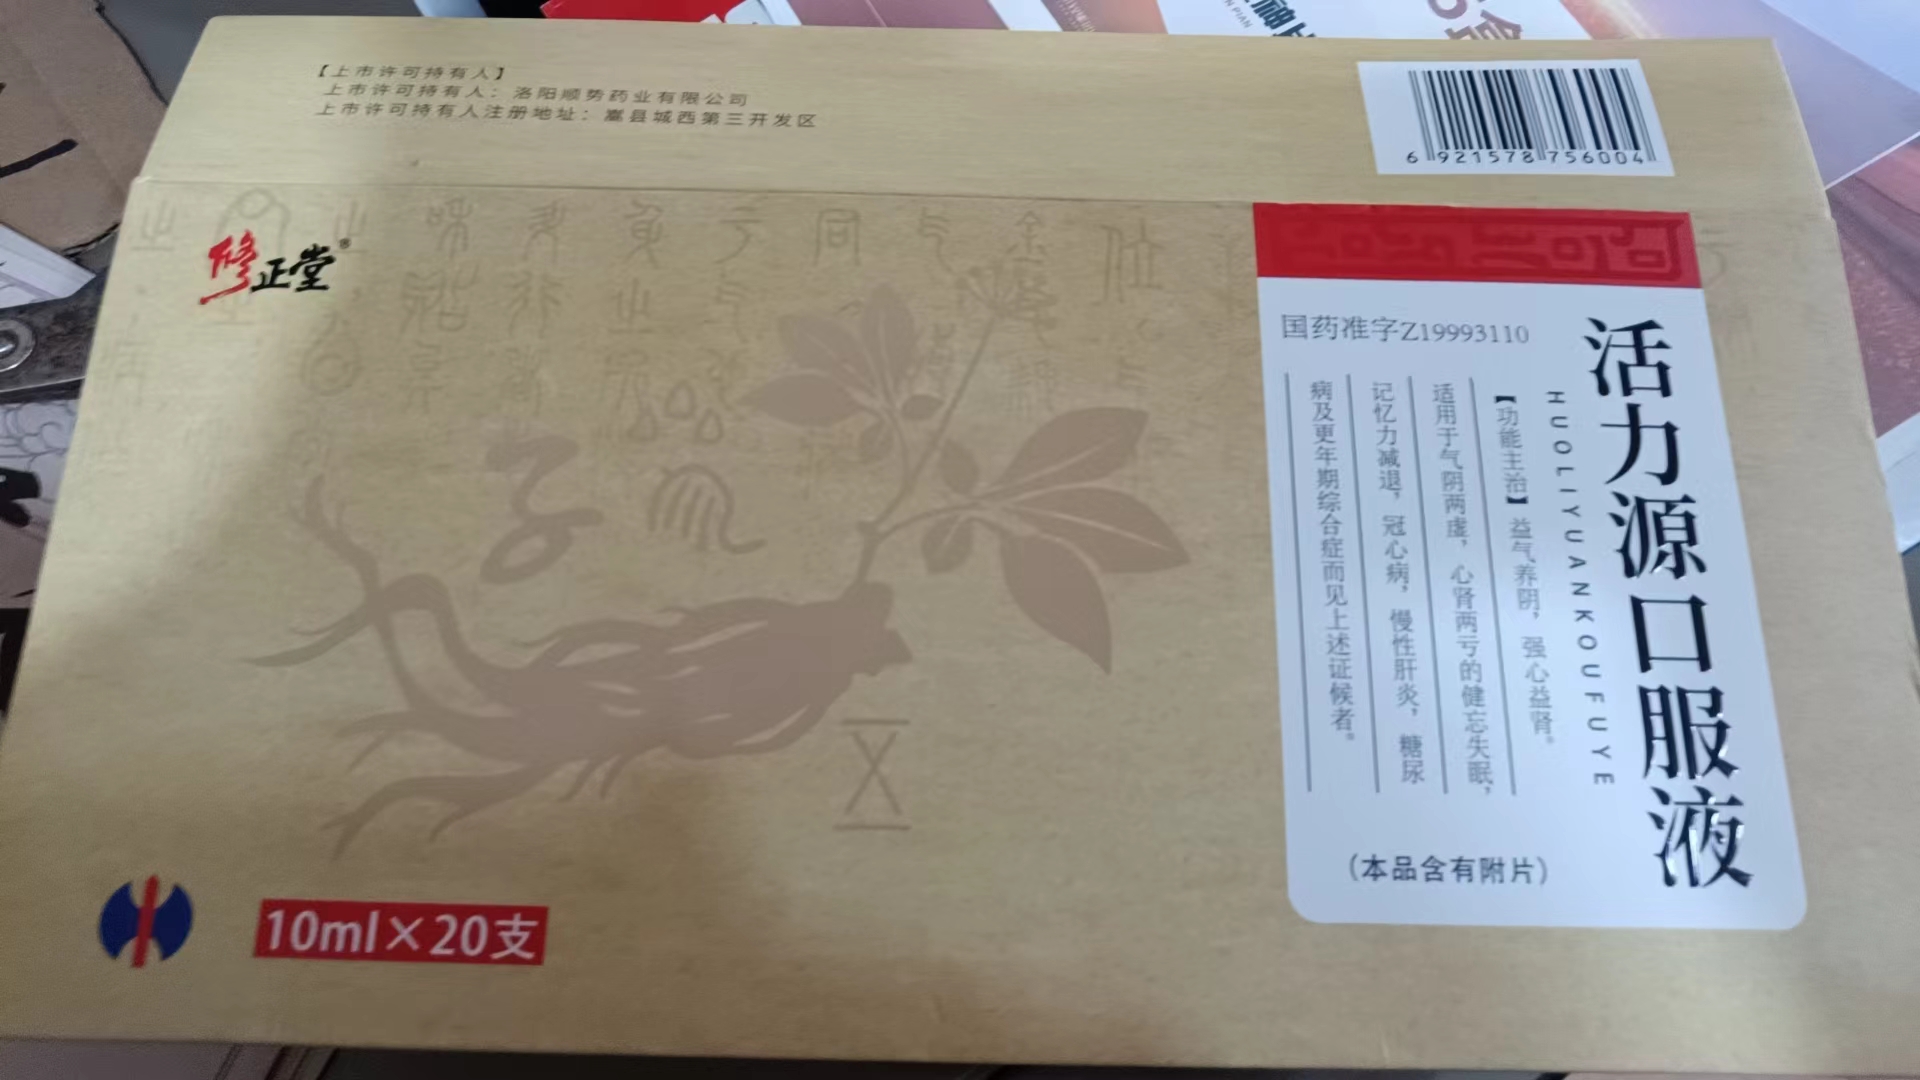 【上市许可持有人】
上市许可持有人：洛阳顺势药业有限公司
上市许可持有人注册地址：嵩县城西第三开发区
6 921578 756004
修正堂®
国药准字Z19993110
活力源口服液
HUOLIYUANKOUFUYE
【功能主治】益气养阴，强心益肾。
适用于气阴两虚，心肾两亏的健忘失眠，
记忆力减退，冠心病，慢性肝炎，糖尿
病及更年期综合症而见上述证候者。
（本品含有附片）
10ml×20支